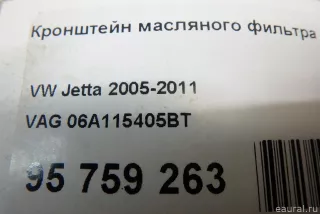 Кронштейн масляного фильтра
VW Jetta 2005-2011
VAG 06A115405BT
95 759 263
eaural.ru